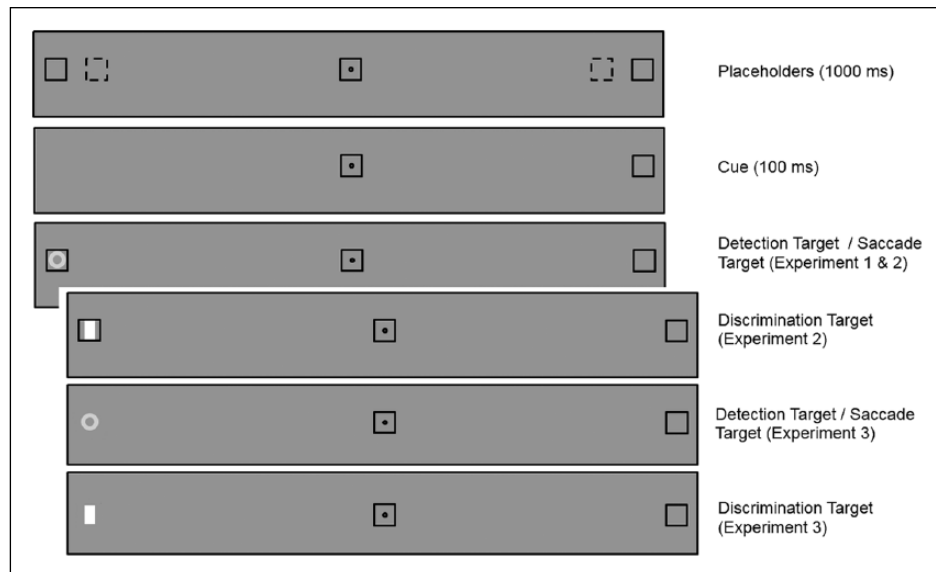 Placeholders (1000 ms)
Cue (100 ms)
Detection Target / Saccade
Target (Experiment 1 & 2)
Discrimination Target
(Experiment 2)
Detection Target / Saccade
Target (Experiment 3)
Discrimination Target
(Experiment 3)